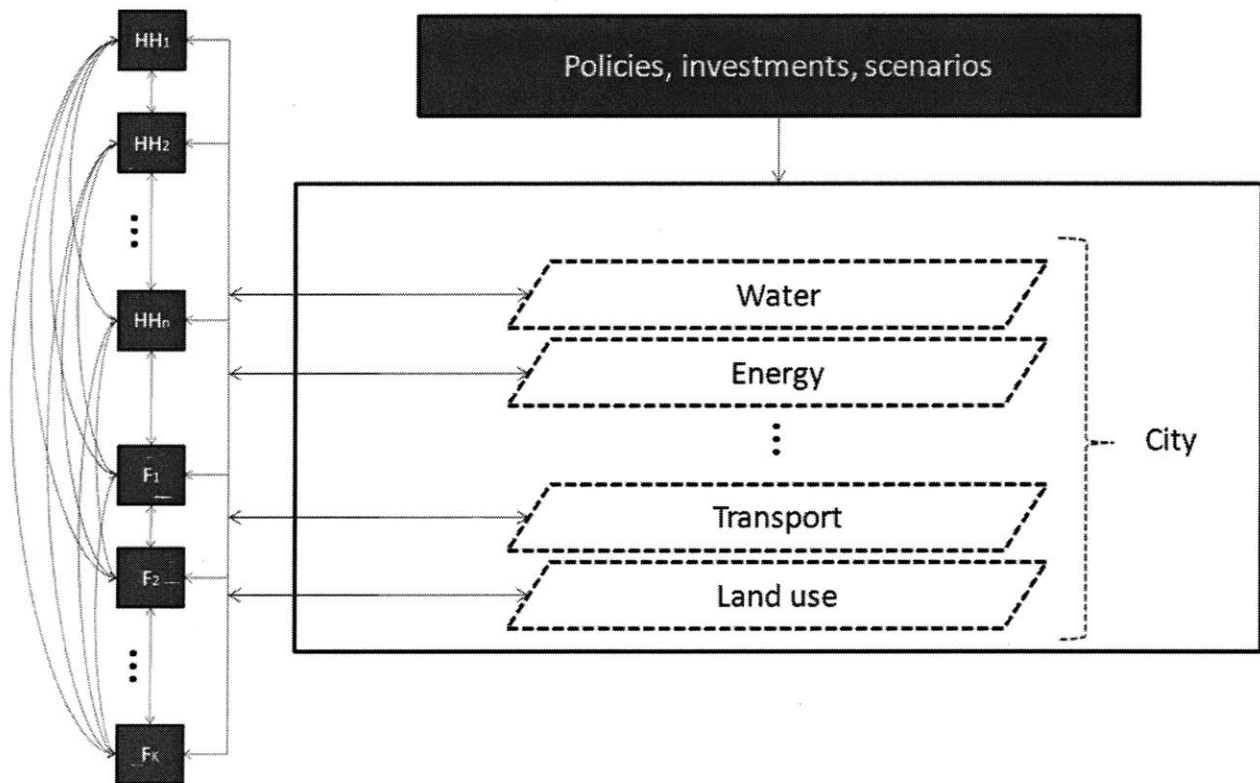 HH₁
Policies, investments, scenarios
HH₂
⋮
Water
HHₙ
Energy
⋮
City
F₁
Transport
F₂
Land use
⋮
Fₖ